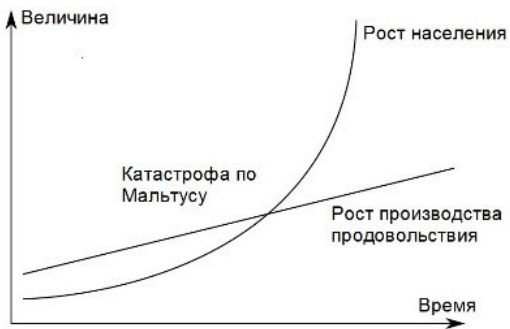 Величина
Рост населения
Катастрофа по
Мальтусу
Рост производства
продовольствия
Время